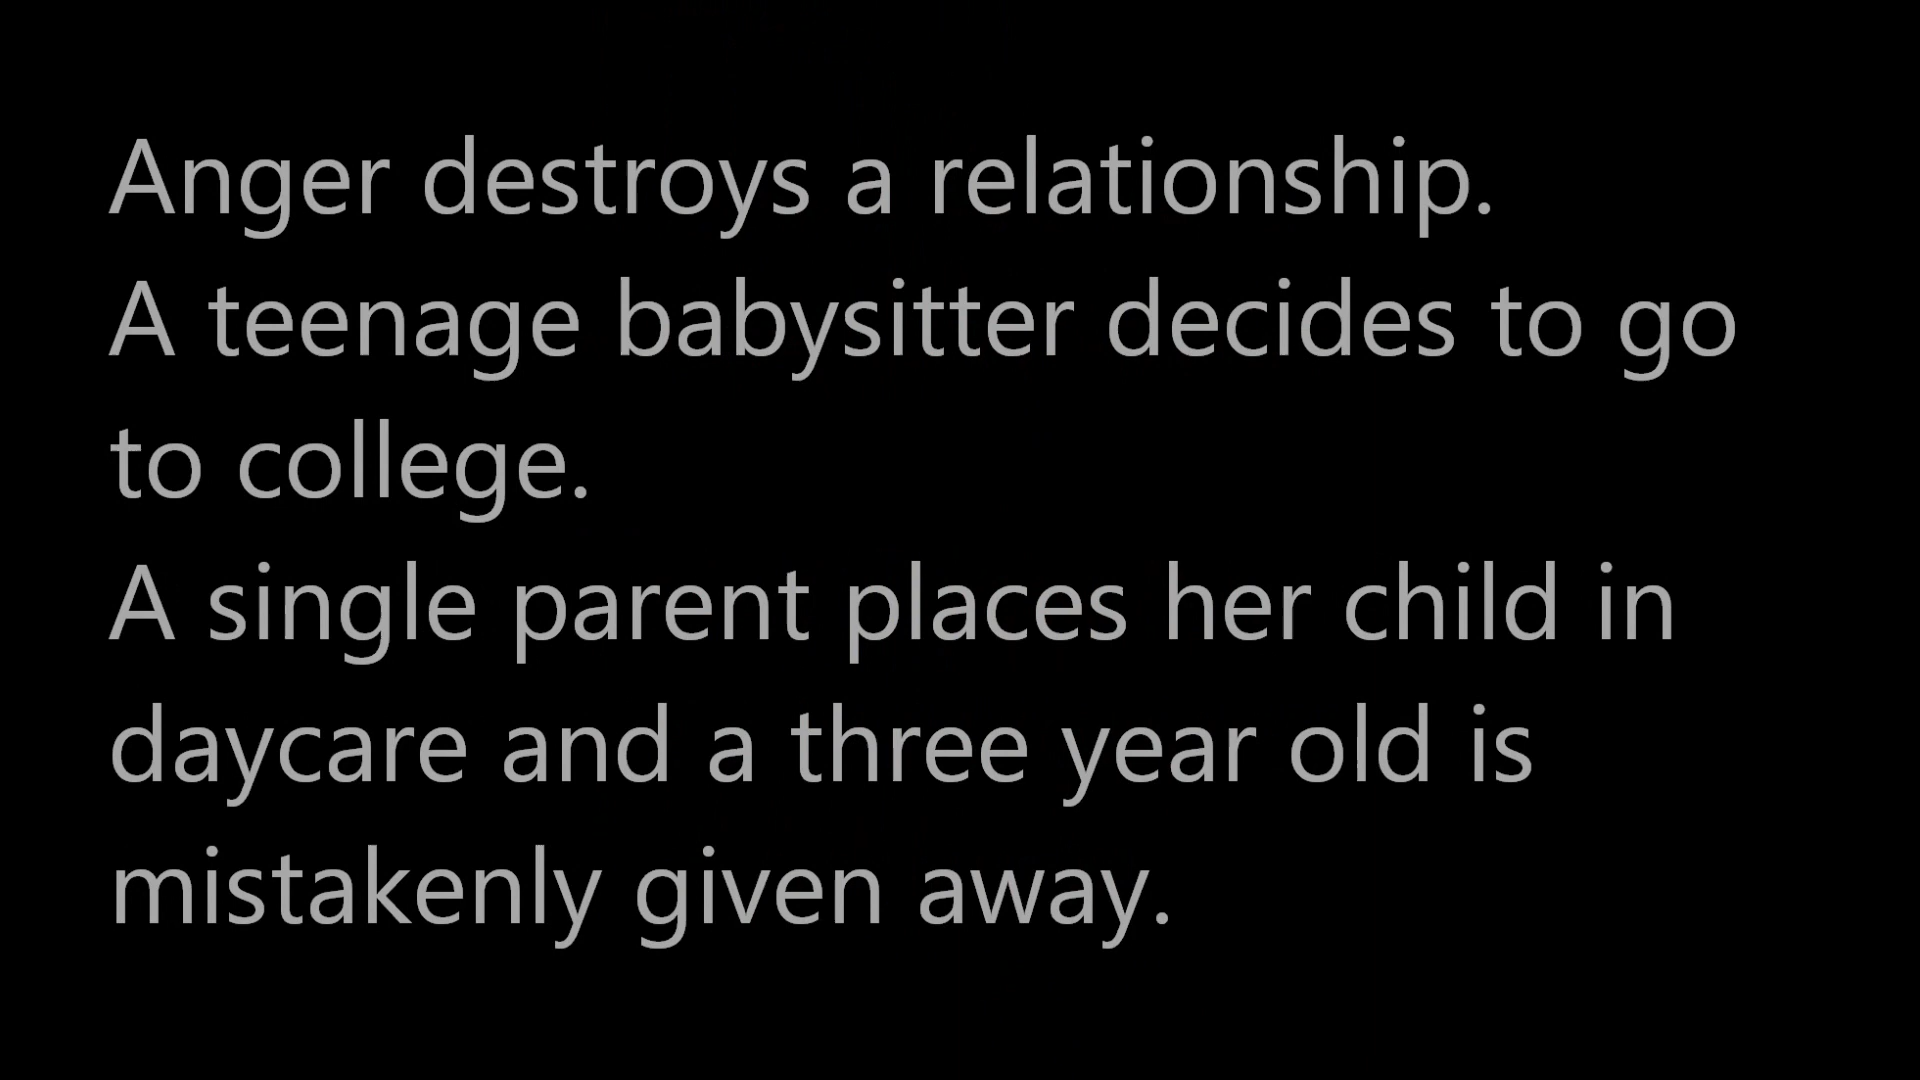 Anger destroys a relationship.
A teenage babysitter decides to go
to college.
A single parent places her child in
daycare and a three year old is
mistakenly given away.